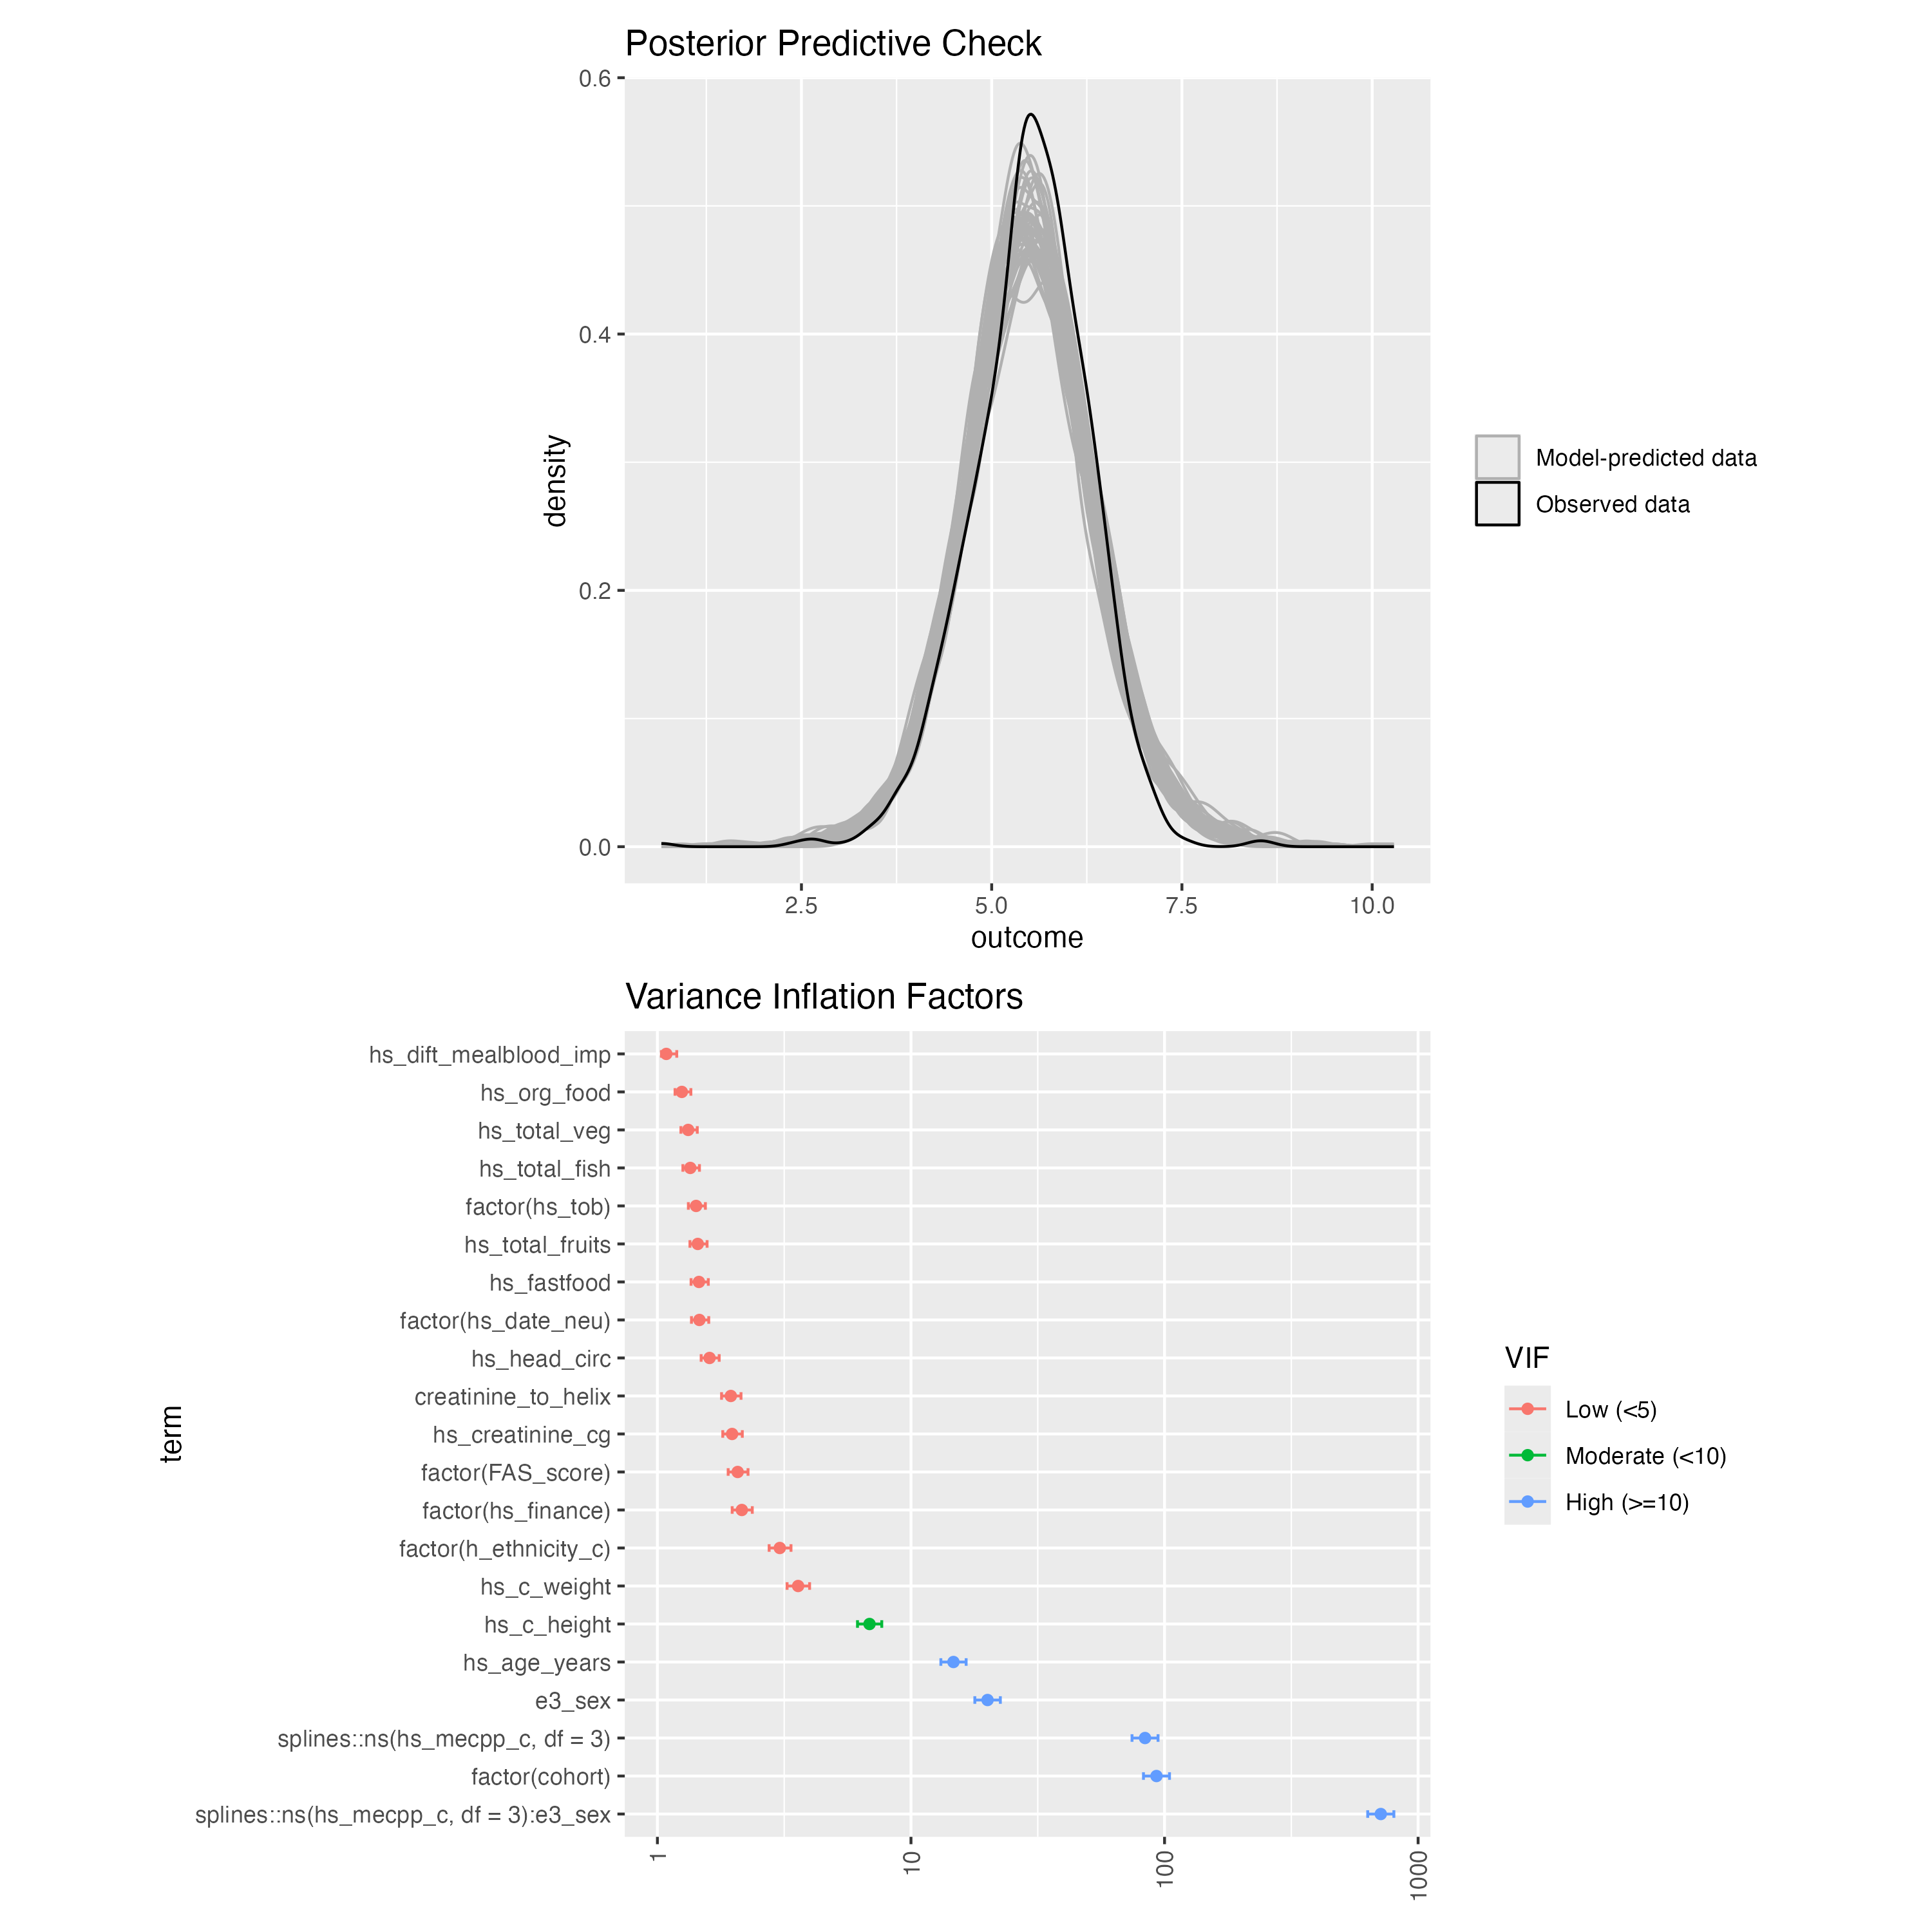 Posterior Predictive Check
0.6
0.4
0.2
0.0
density
2.5 5.0 7.5 10.0
outcome
Model-predicted data
Observed data
Variance Inflation Factors
term
hs_dift_mealblood_imp
hs_org_food
hs_total_veg
hs_total_fish
factor(hs_tob)
hs_total_fruits
hs_fastfood
factor(hs_date_neu)
hs_head_circ
creatinine_to_helix
hs_creatinine_cg
factor(FAS_score)
factor(hs_finance)
factor(h_ethnicity_c)
hs_c_weight
hs_c_height
hs_age_years
e3_sex
splines::ns(hs_mecpp_c, df = 3)
factor(cohort)
splines::ns(hs_mecpp_c, df = 3):e3_sex
1 10 100 1000
VIF
Low (<5)
Moderate (<10)
High (>=10)